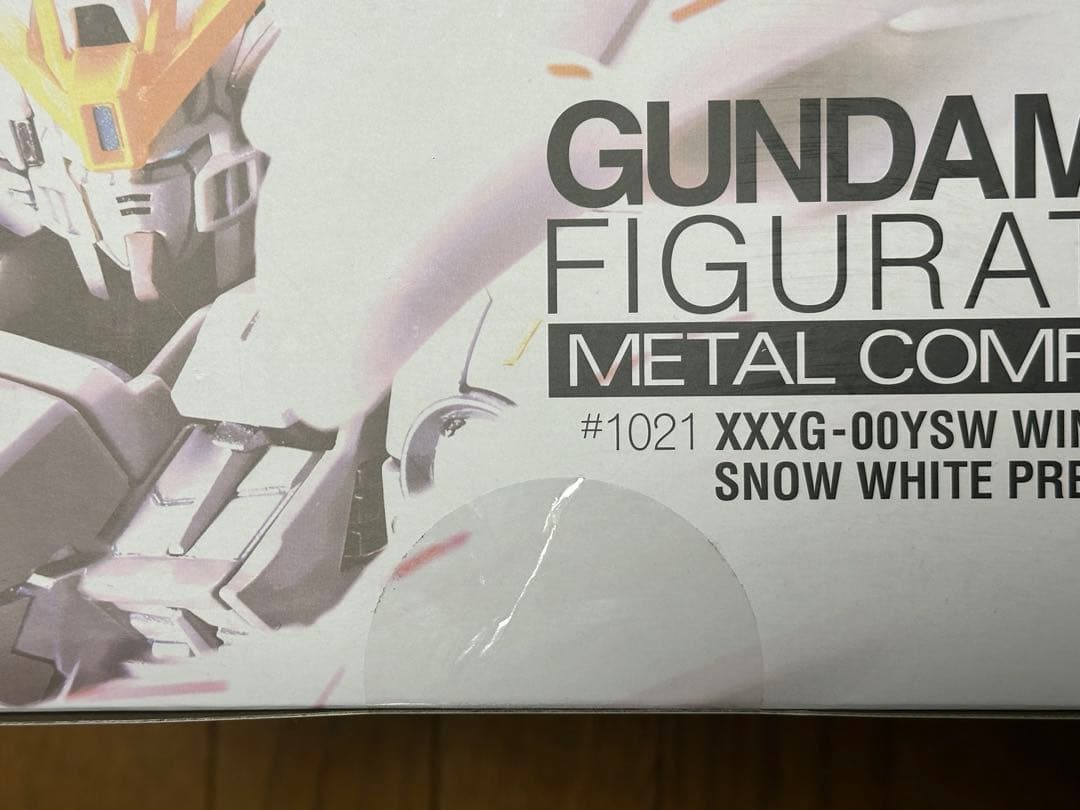 GUNDAM
FIGURAT
METAL COMP
#1021 XXXG-00YSW WIN
SNOW WHITE PRE